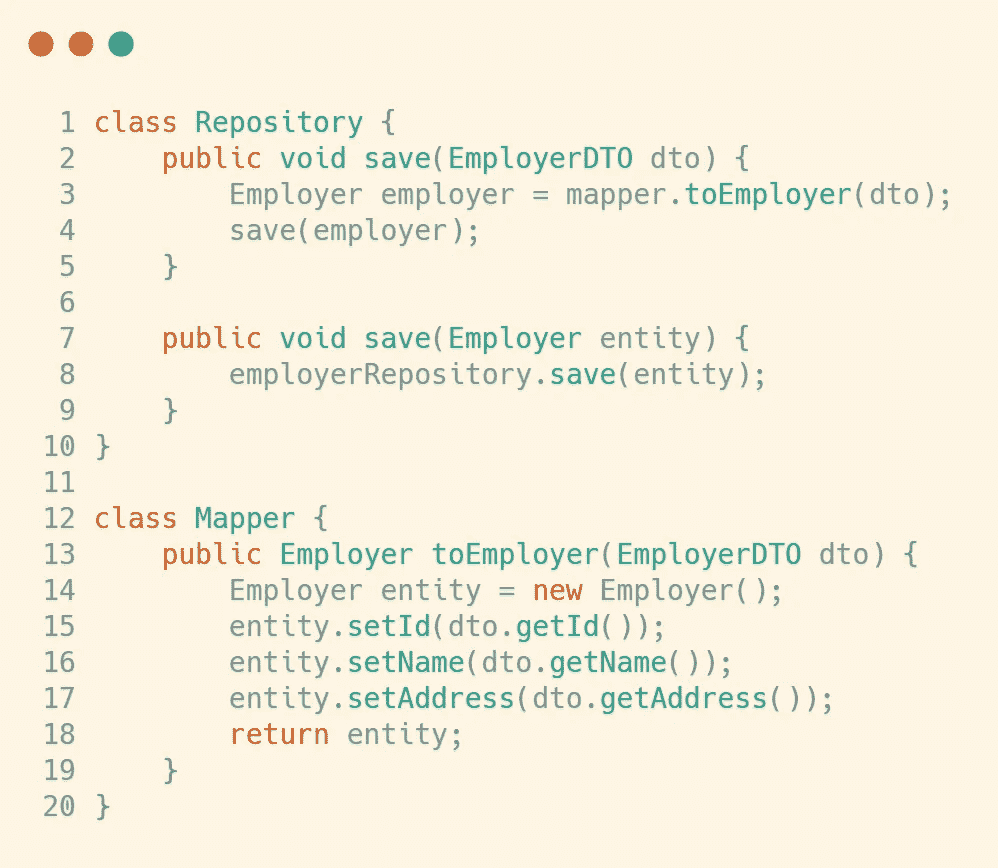 1 class Repository {
2     public void save(EmployerDTO dto) {
3         Employer employer = mapper.toEmployer(dto);
4         save(employer);
5     }
6
7     public void save(Employer entity) {
8         employerRepository.save(entity);
9     }
10 }
11
12 class Mapper {
13     public Employer toEmployer(EmployerDTO dto) {
14         Employer entity = new Employer();
15         entity.setId(dto.getId());
16         entity.setName(dto.getName());
17         entity.setAddress(dto.getAddress());
18         return entity;
19     }
20 }